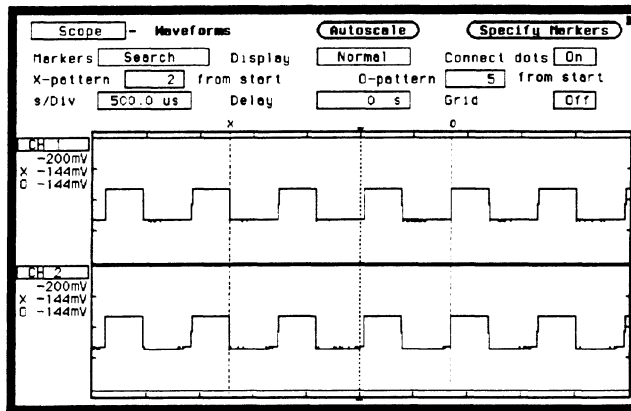 Scope - Waveforms Autoscale Specify Markers
Markers Search Display Normal Connect dots On
X-pattern 2 from start O-pattern 5 from start
s/Div 500.0 us Delay 0 s Grid Off
X O
CH 1
-200mV
X -144mV
O -144mV
CH 2
-200mV
X -144mV
O -144mV